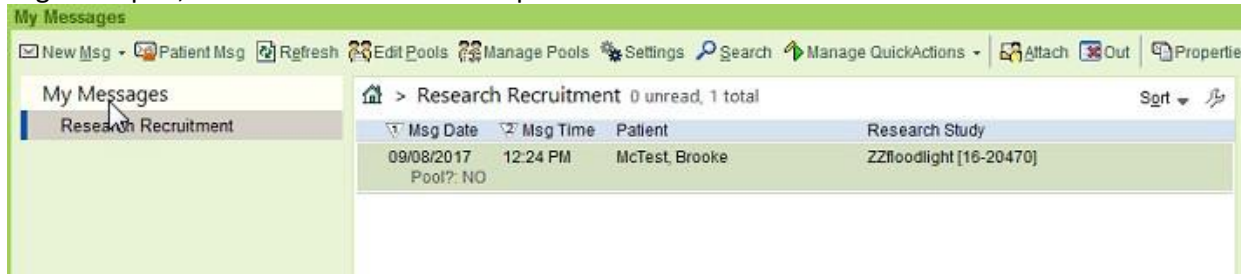 My Messages
New Msg Patient Msg Refresh Edit Pools Manage Pools Settings Search Manage QuickActions Attach Out Propertie
My Messages
Research Recruitment
> Research Recruitment 0 unread, 1 total Sort
1 Msg Date 2 Msg Time Patient Research Study
09/08/2017 12:24 PM McTest, Brooke ZZfloodlight [16-20470]
Pool?: NO